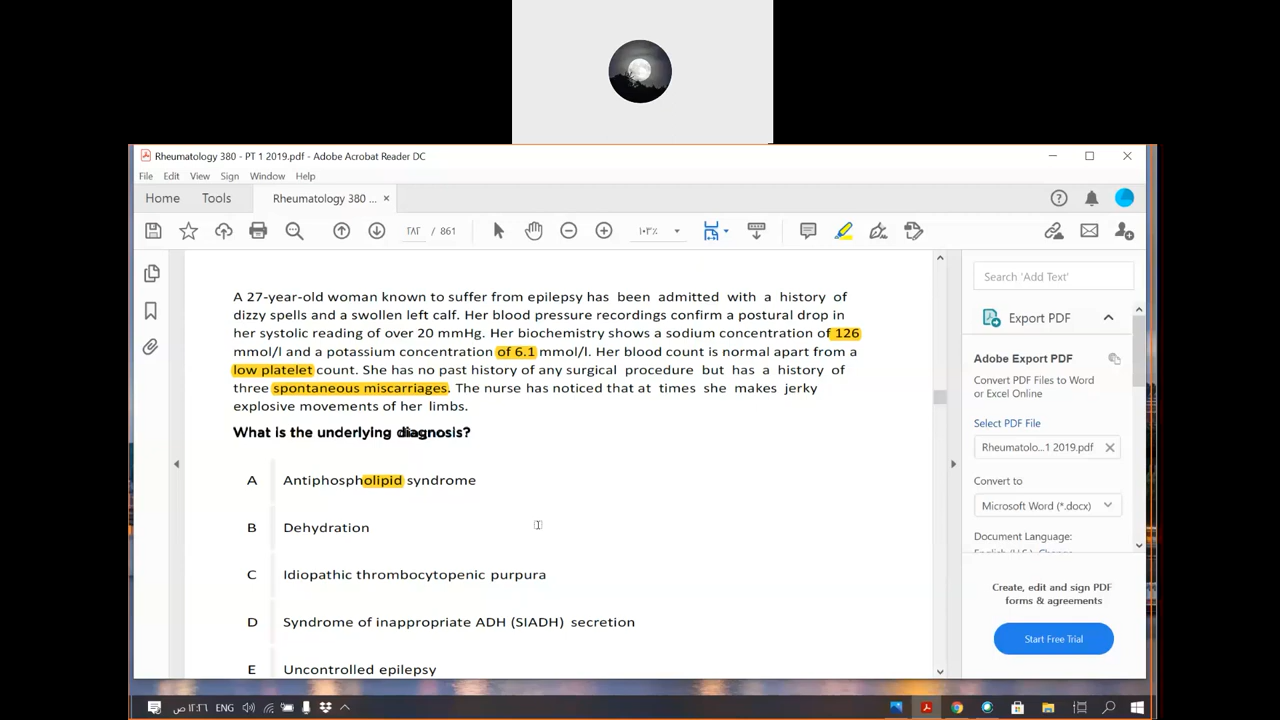 Rheumatology 380 - PT 1 2019.pdf - Adobe Acrobat Reader DC
File Edit View Sign Window Help
Home Tools Rheumatology 380 ... ×
٢٨٢ / 861 ١٠٣٪
A 27-year-old woman known to suffer from epilepsy has been admitted with a history of
dizzy spells and a swollen left calf. Her blood pressure recordings confirm a postural drop in
her systolic reading of over 20 mmHg. Her biochemistry shows a sodium concentration of 126
mmol/l and a potassium concentration of 6.1 mmol/l. Her blood count is normal apart from a
low platelet count. She has no past history of any surgical procedure but has a history of
three spontaneous miscarriages. The nurse has noticed that at times she makes jerky
explosive movements of her limbs.
What is the underlying diagnosis?
A Antiphospholipid syndrome
B Dehydration
C Idiopathic thrombocytopenic purpura
D Syndrome of inappropriate ADH (SIADH) secretion
E Uncontrolled epilepsy
Search 'Add Text'
Export PDF
Adobe Export PDF
Convert PDF Files to Word
or Excel Online
Select PDF File
Rheumatolo...1 2019.pdf
Convert to
Microsoft Word (*.docx)
Document Language:
Create, edit and sign PDF
forms & agreements
Start Free Trial
ص ١٢:٢٦ ENG